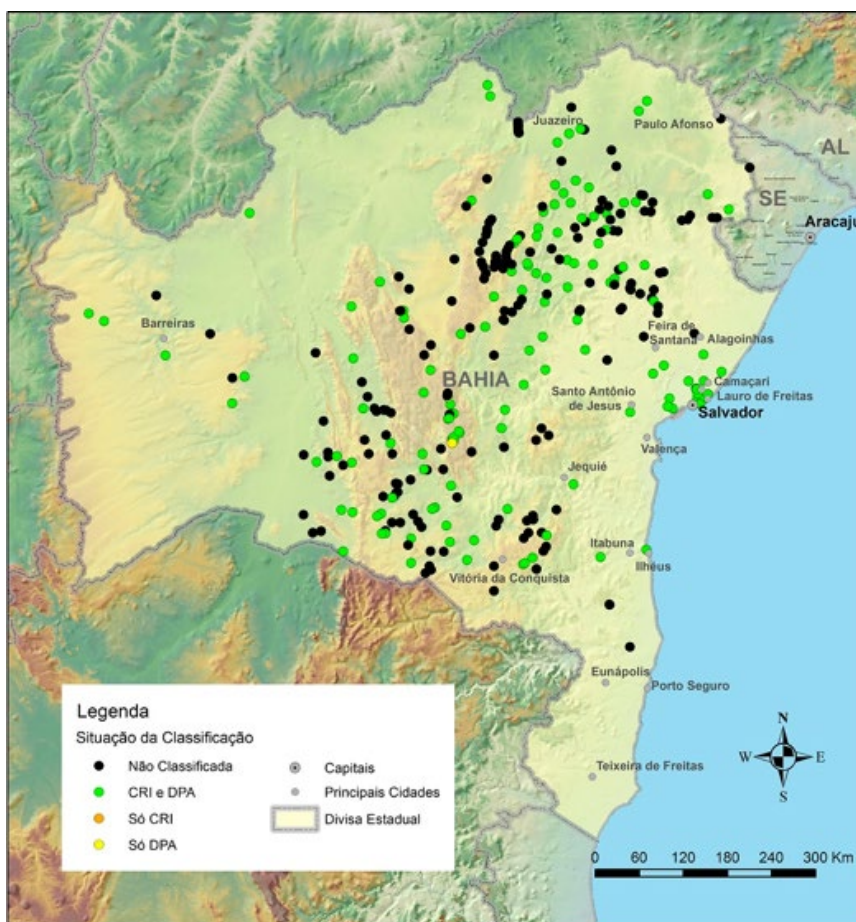 Juazeiro
Paulo Afonso
AL
SE
Aracaju
Barreiras
Feira de
Santana
Alagoinhas
BAHIA
Camaçari
Santo Antônio
de Jesus
Lauro de Freitas
Salvador
Valença
Jequié
Itabuna
Ilhéus
Vitória da Conquista
Eunápolis
Porto Seguro
Teixeira de Freitas
N
W
E
S
Legenda
Situação da Classificação
Não Classificada
CRI e DPA
Só CRI
Só DPA
Capitais
Principais Cidades
Divisa Estadual
0 60 120 180 240 300 KM